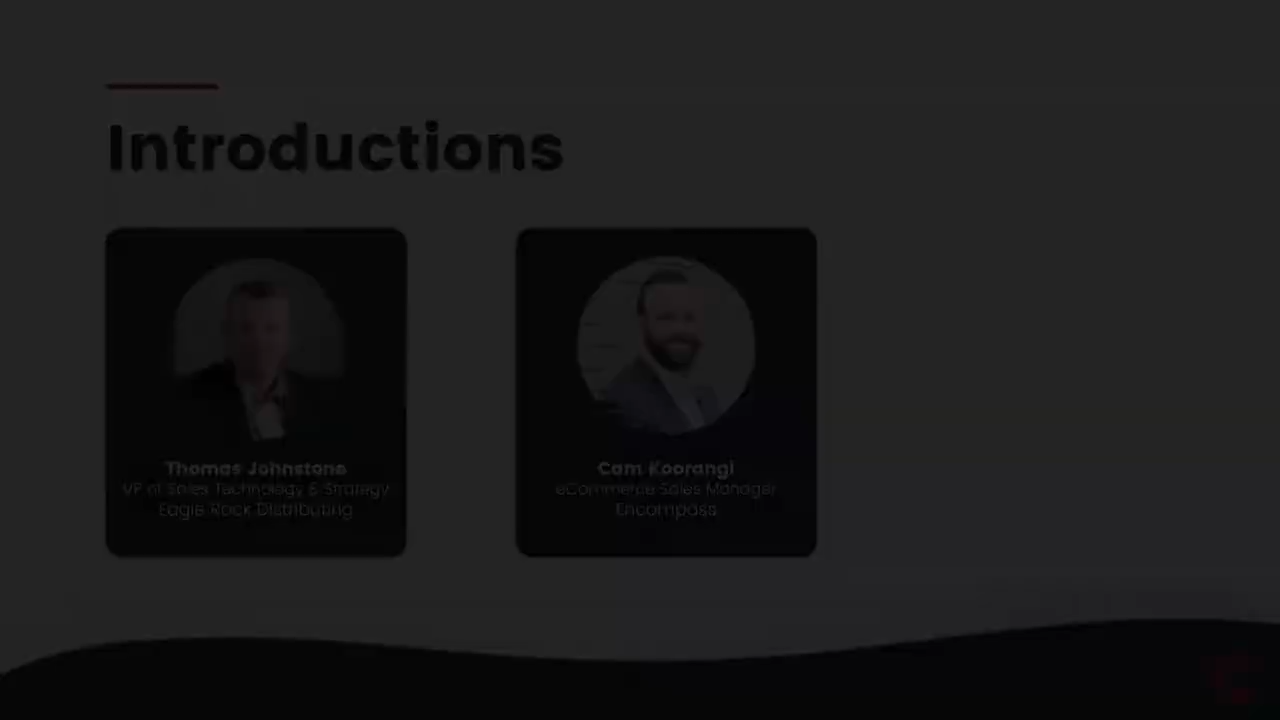 Introductions
Thomas Johnstone
VP of Sales Technology & Strategy
Eagle Rock Distributing
Cam Koorangi
eCommerce Sales Manager
Encompass